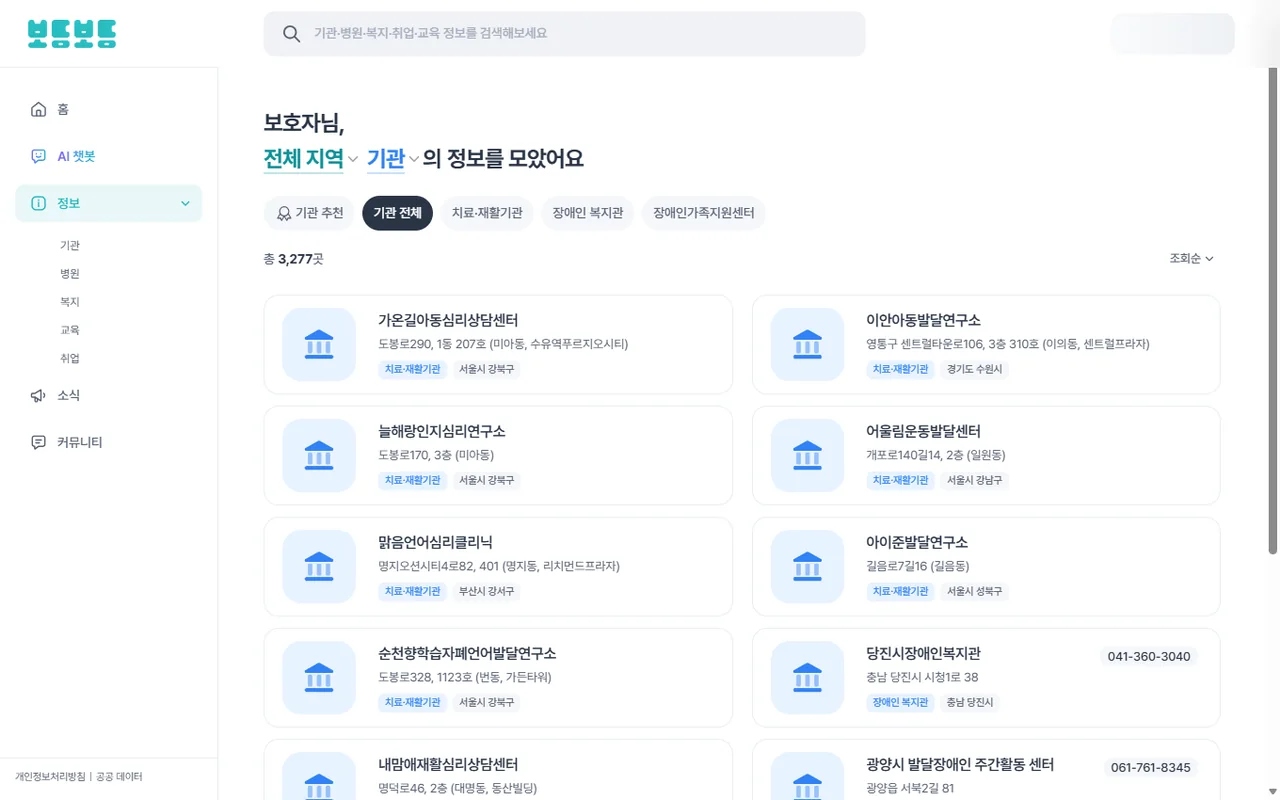 보통보통
기관·병원·복지·취업·교육 정보를 검색해보세요
홈
AI 챗봇
정보
기관
병원
복지
교육
취업
소식
커뮤니티
개인정보처리방침 | 공공 데이터
보호자님,
전체 지역 기관 의 정보를 모았어요
기관 추천 기관 전체 치료·재활기관 장애인 복지관 장애인가족지원센터
총 3,277곳 조회순
가온길아동심리상담센터
도봉로290, 1동 207호 (미아동, 수유역푸르지오시티)
치료·재활기관 서울시 강북구
이안아동발달연구소
영통구 센트럴타운로106, 3층 310호 (이의동, 센트럴프라자)
치료·재활기관 경기도 수원시
늘해랑인지심리연구소
도봉로170, 3층 (미아동)
치료·재활기관 서울시 강북구
어울림운동발달센터
개포로140길14, 2층 (일원동)
치료·재활기관 서울시 강남구
맑음언어심리클리닉
명지오션시티4로82, 401 (명지동, 리치먼드프라자)
치료·재활기관 부산시 강서구
아이준발달연구소
길음로7길16 (길음동)
치료·재활기관 서울시 성북구
순천향학습자폐언어발달연구소
도봉로328, 1123호 (번동, 가든타워)
치료·재활기관 서울시 강북구
당진시장애인복지관 041-360-3040
충남 당진시 시청1로 38
장애인 복지관 충남 당진시
내맘애재활심리상담센터
명덕로46, 2층 (대명동, 동산빌딩)
광양시 발달장애인 주간활동 센터 061-761-8345
광양읍 서북2길 81